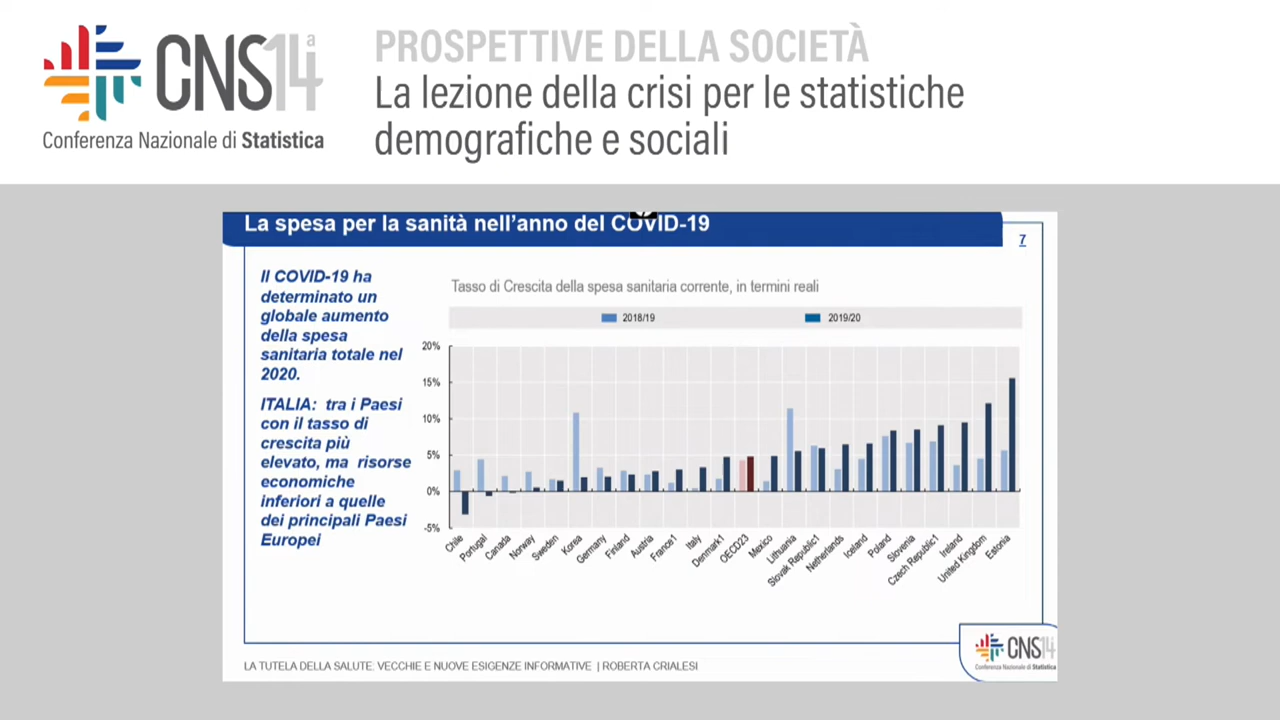 CNS14a
Conferenza Nazionale di Statistica
PROSPETTIVE DELLA SOCIETÀ
La lezione della crisi per le statistiche
demografiche e sociali
La spesa per la sanità nell'anno del COVID-19
7
Il COVID-19 ha
determinato un
globale aumento
della spesa
sanitaria totale nel
2020.
ITALIA: tra i Paesi
con il tasso di
crescita più
elevato, ma risorse
economiche
inferiori a quelle
dei principali Paesi
Europei
Tasso di Crescita della spesa sanitaria corrente, in termini reali
2018/19
2019/20
20%
15%
10%
5%
0%
-5%
Chile
Portugal
Canada
Norway
Sweden
Korea
Germany
Finland
Austria
France1
Italy
Denmark1
OECD23
Mexico
Lithuania
Slovak Republic1
Netherlands
Iceland
Poland
Slovenia
Czech Republic1
Ireland
United Kingdom
Estonia
LA TUTELA DELLA SALUTE: VECCHIE E NUOVE ESIGENZE INFORMATIVE | ROBERTA CRIALESI
CNS14
Conferenza Nazionale di Statistica